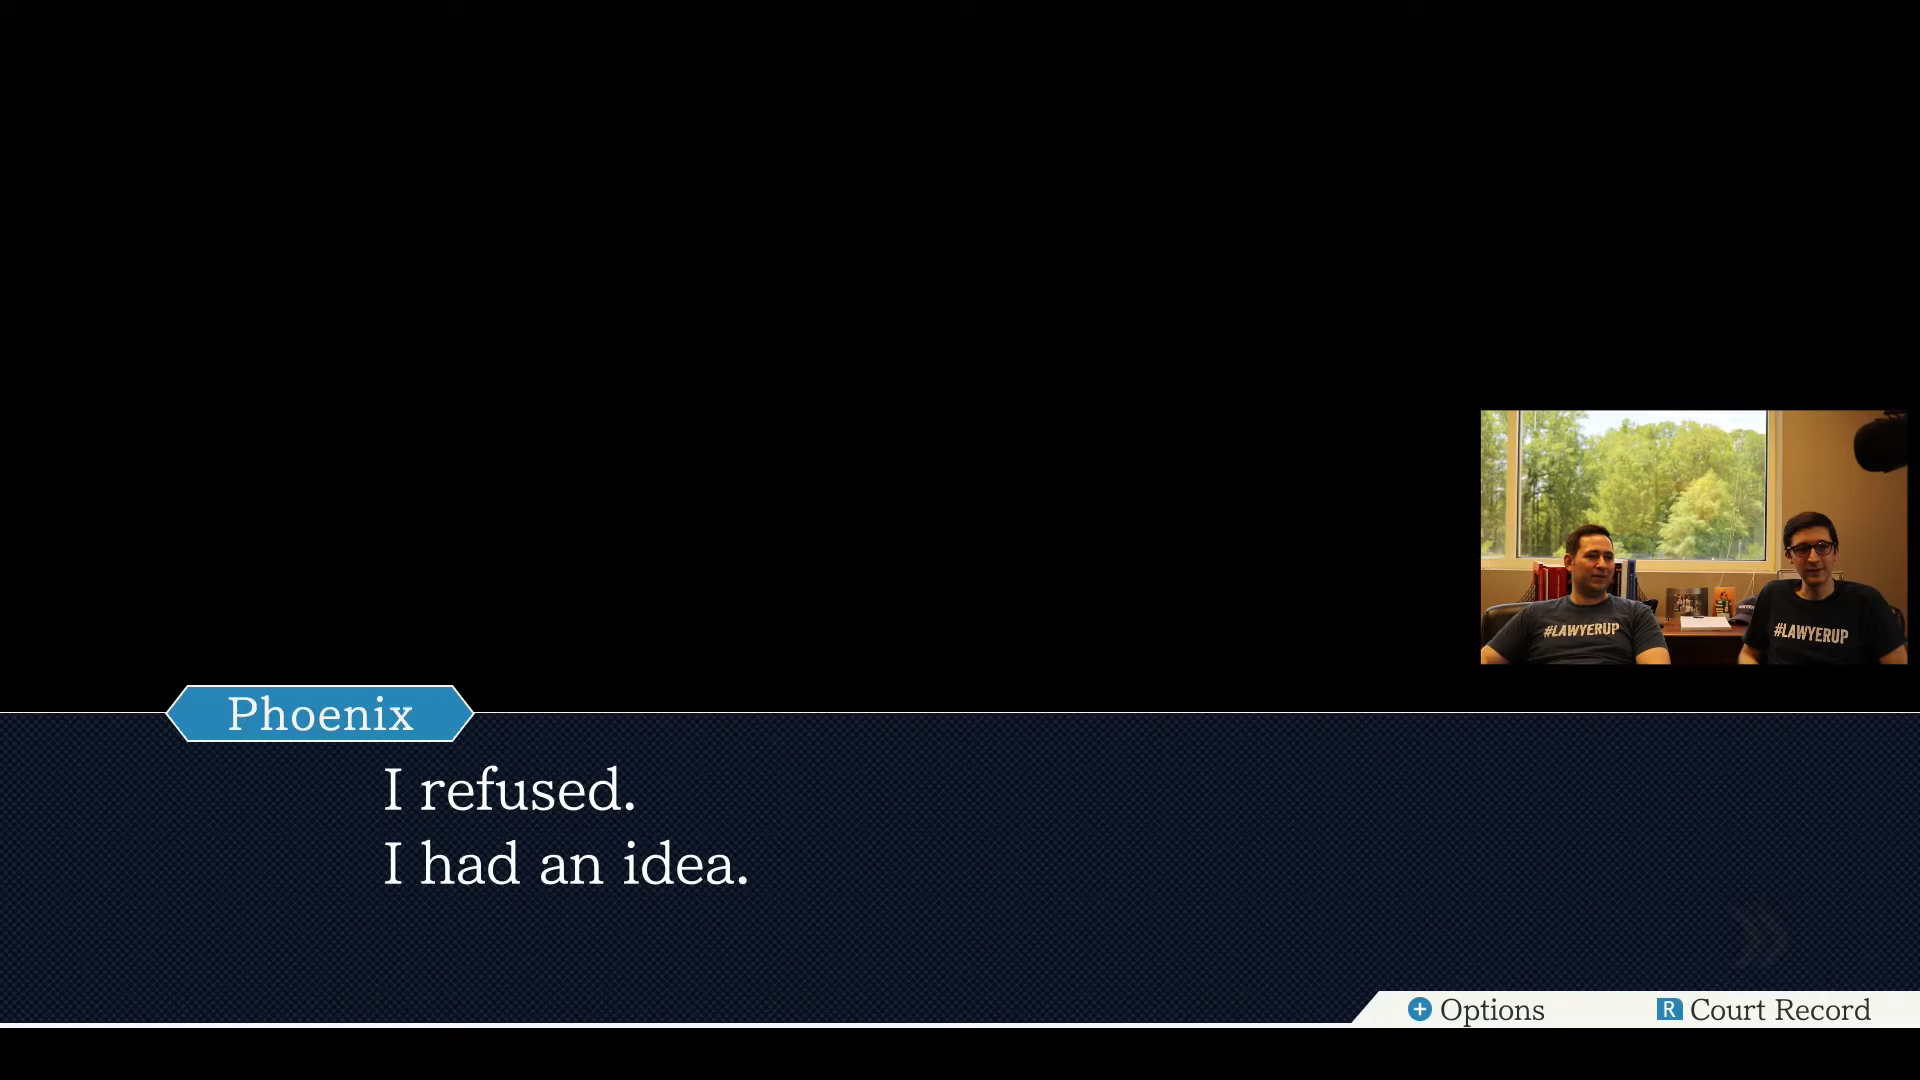 #LAWYERUP
#LAWYERUP
Phoenix
I refused.
I had an idea.
+ Options
R Court Record